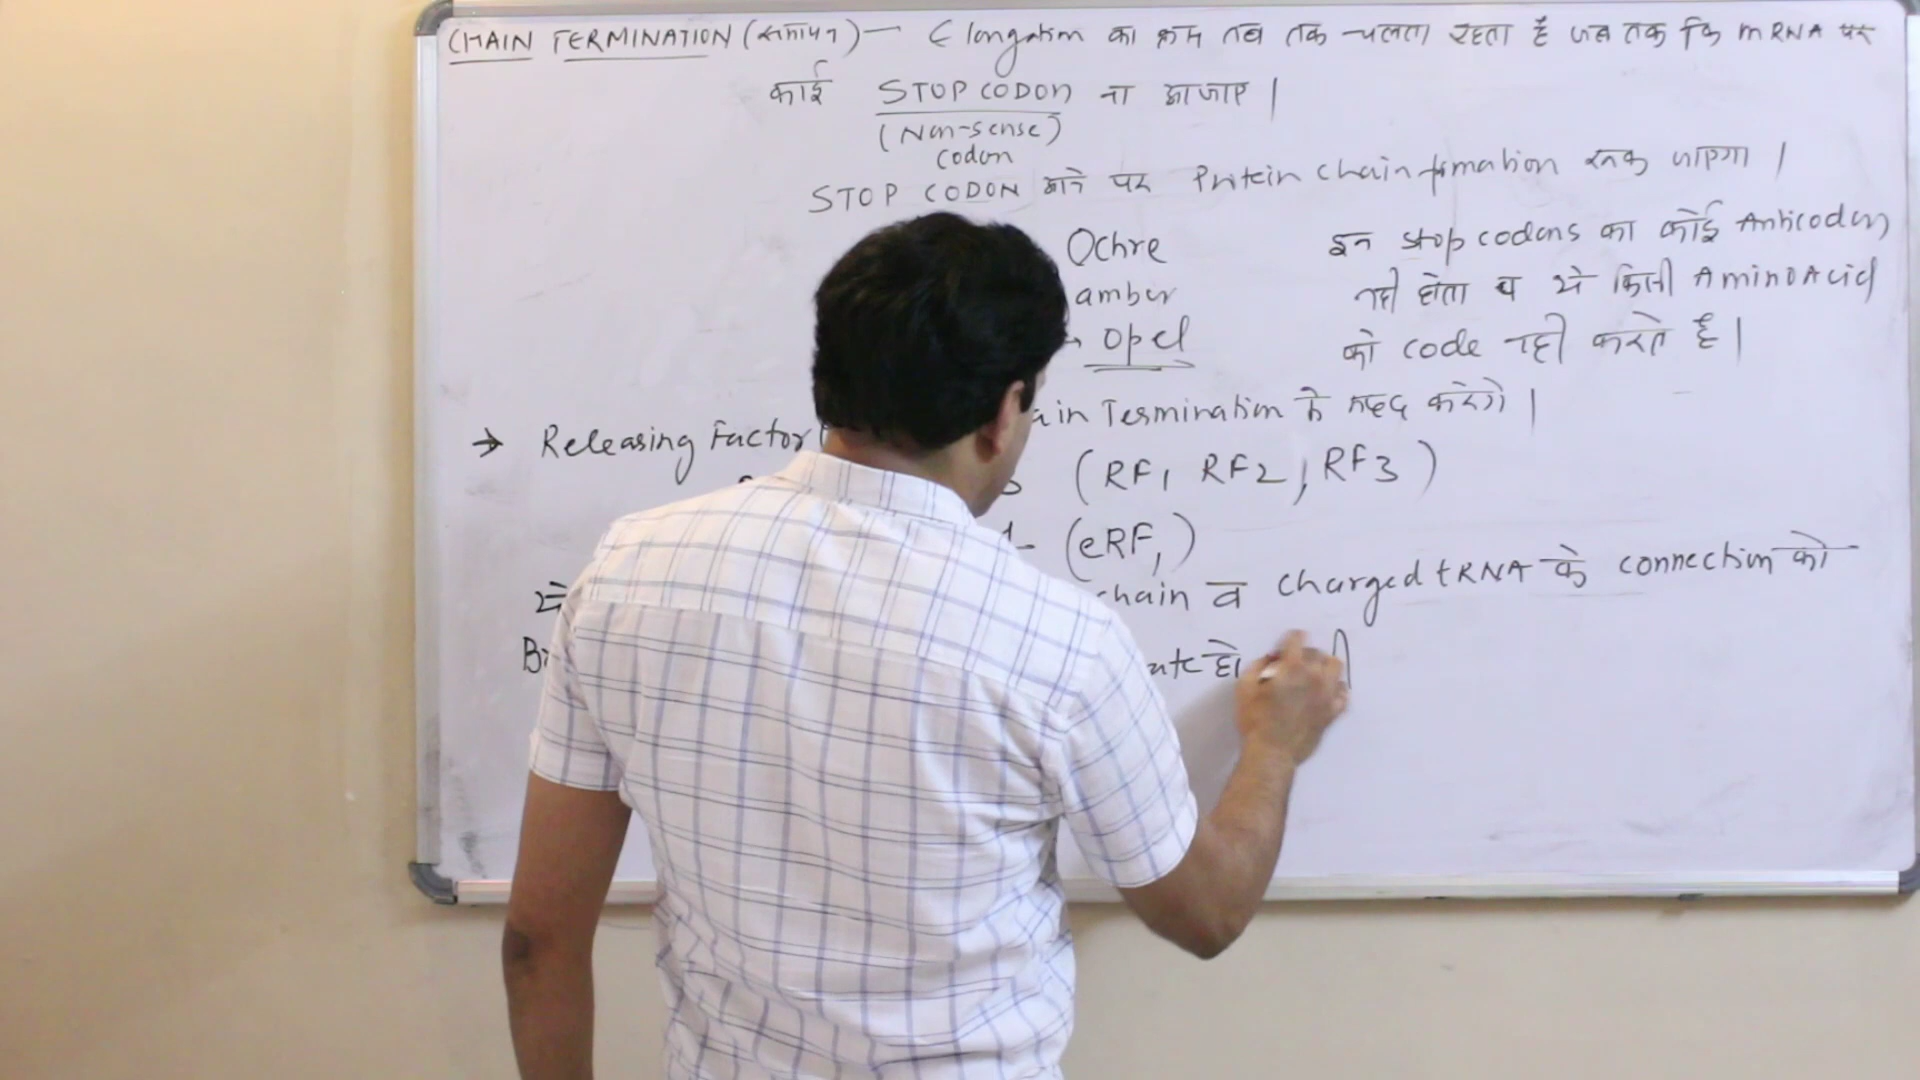 CHAIN TERMINATION (समापन) — Elongation का क्रम तब तक चलता रहता है जब तक कि mRNA पर
कोई STOP CODON ना आजाए |
(Non-sense)
codon
STOP CODON आने पर Protein chain formation रुक जाएगा |
Ochre
amber
→ Opel
इन stop codons का कोई Anticodon
नही होता व ये किसी Amino Acid
को code नही करते है |
→ Releasing Factor
ain Termination मे मदद करेगे |
(RF1 RF2, RF3)
(eRF1)
ये chain व charged tRNA के connection को
हो